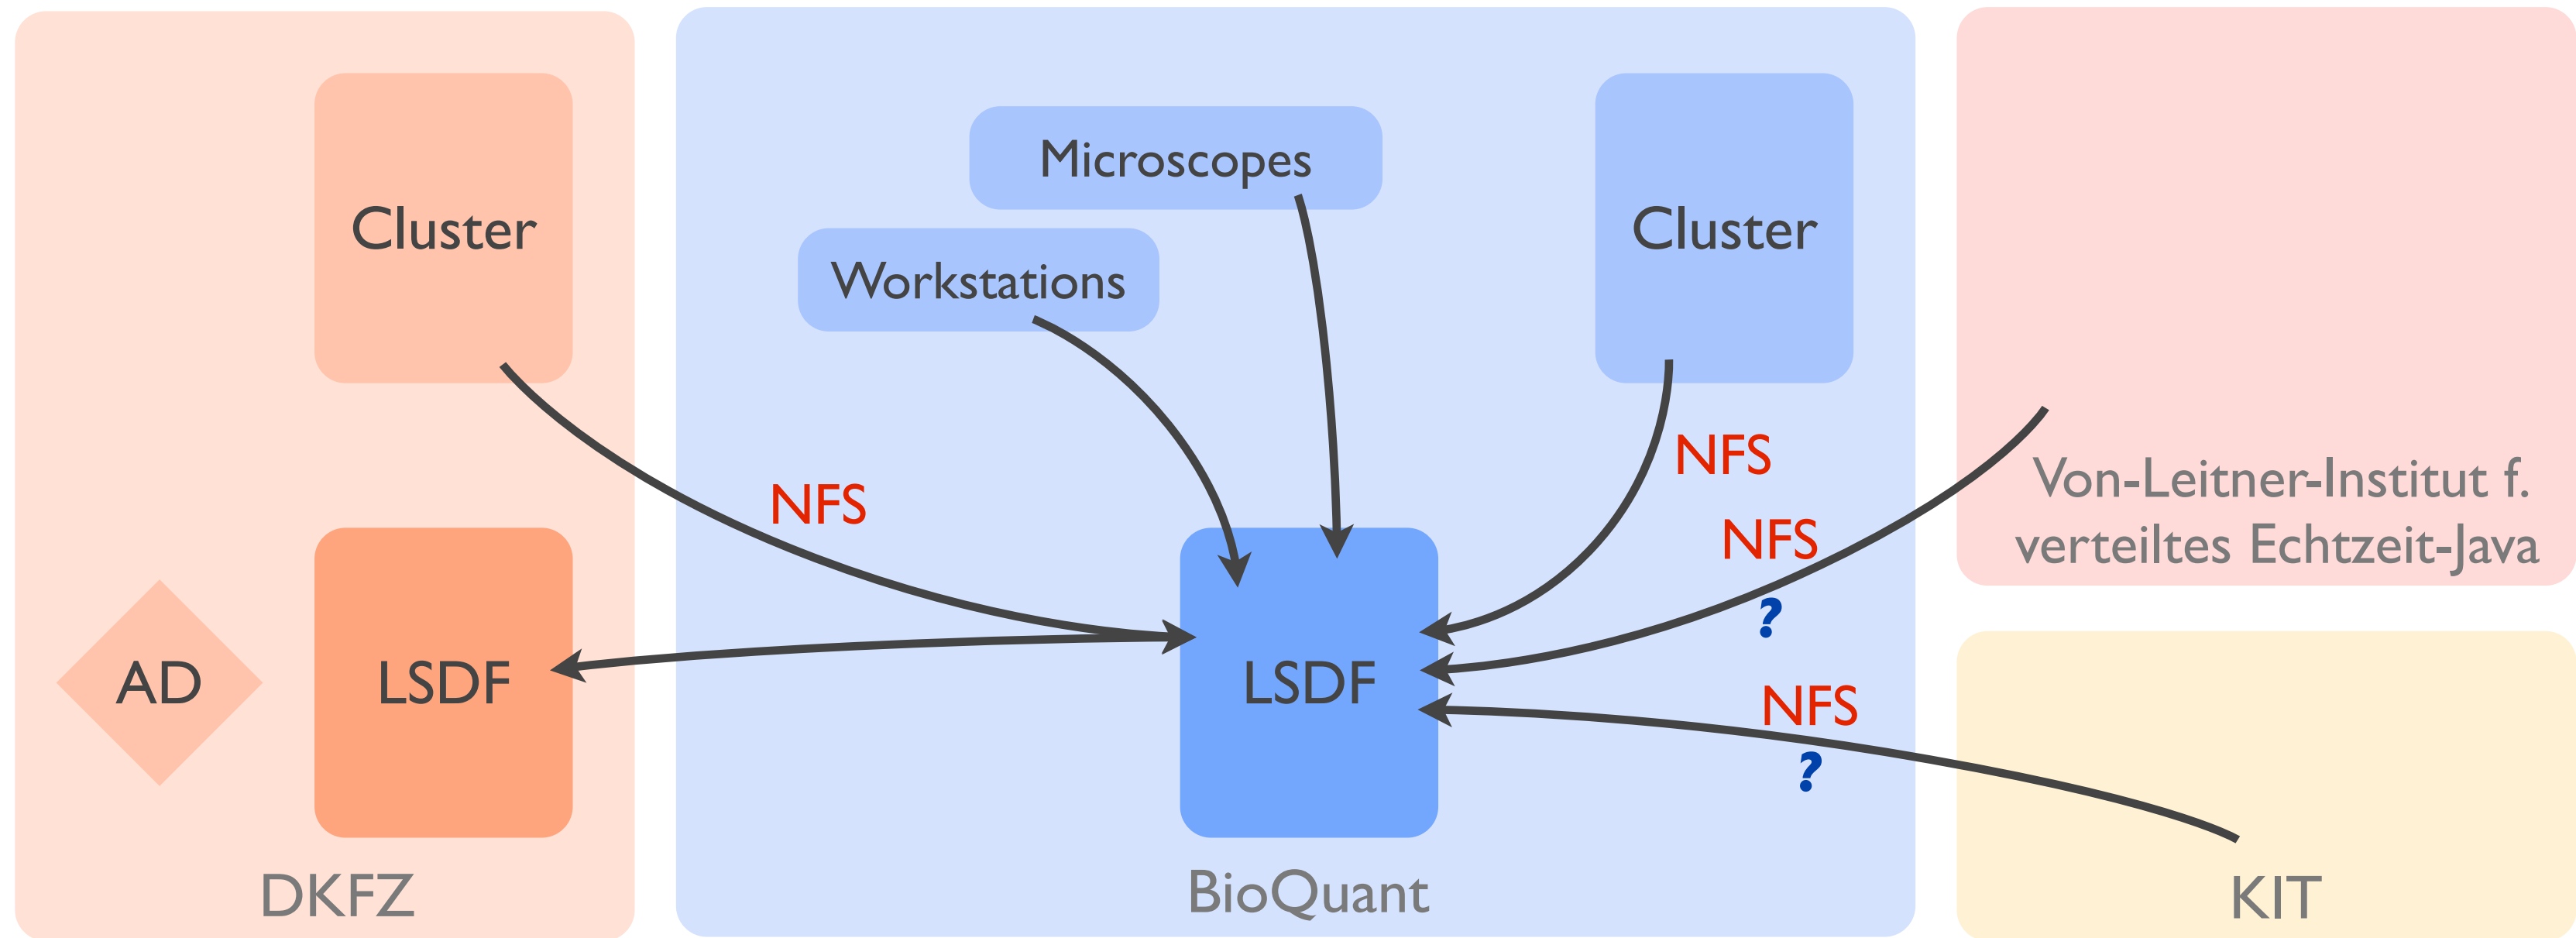 Microscopes
Cluster
Cluster
Workstations
NFS
NFS
Von-Leitner-Institut f.
verteiltes Echtzeit-Java
NFS
?
AD
LSDF
LSDF
NFS
?
DKFZ
BioQuant
KIT